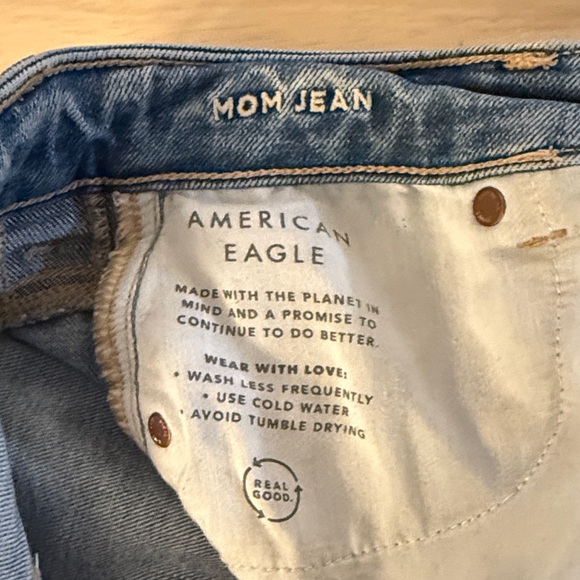 MOM JEAN
AMERICAN
EAGLE
MADE WITH THE PLANET IN
MIND AND A PROMISE TO
CONTINUE TO DO BETTER.
WEAR WITH LOVE:
• WASH LESS FREQUENTLY
• USE COLD WATER
• AVOID TUMBLE DRYING
REAL
GOOD.